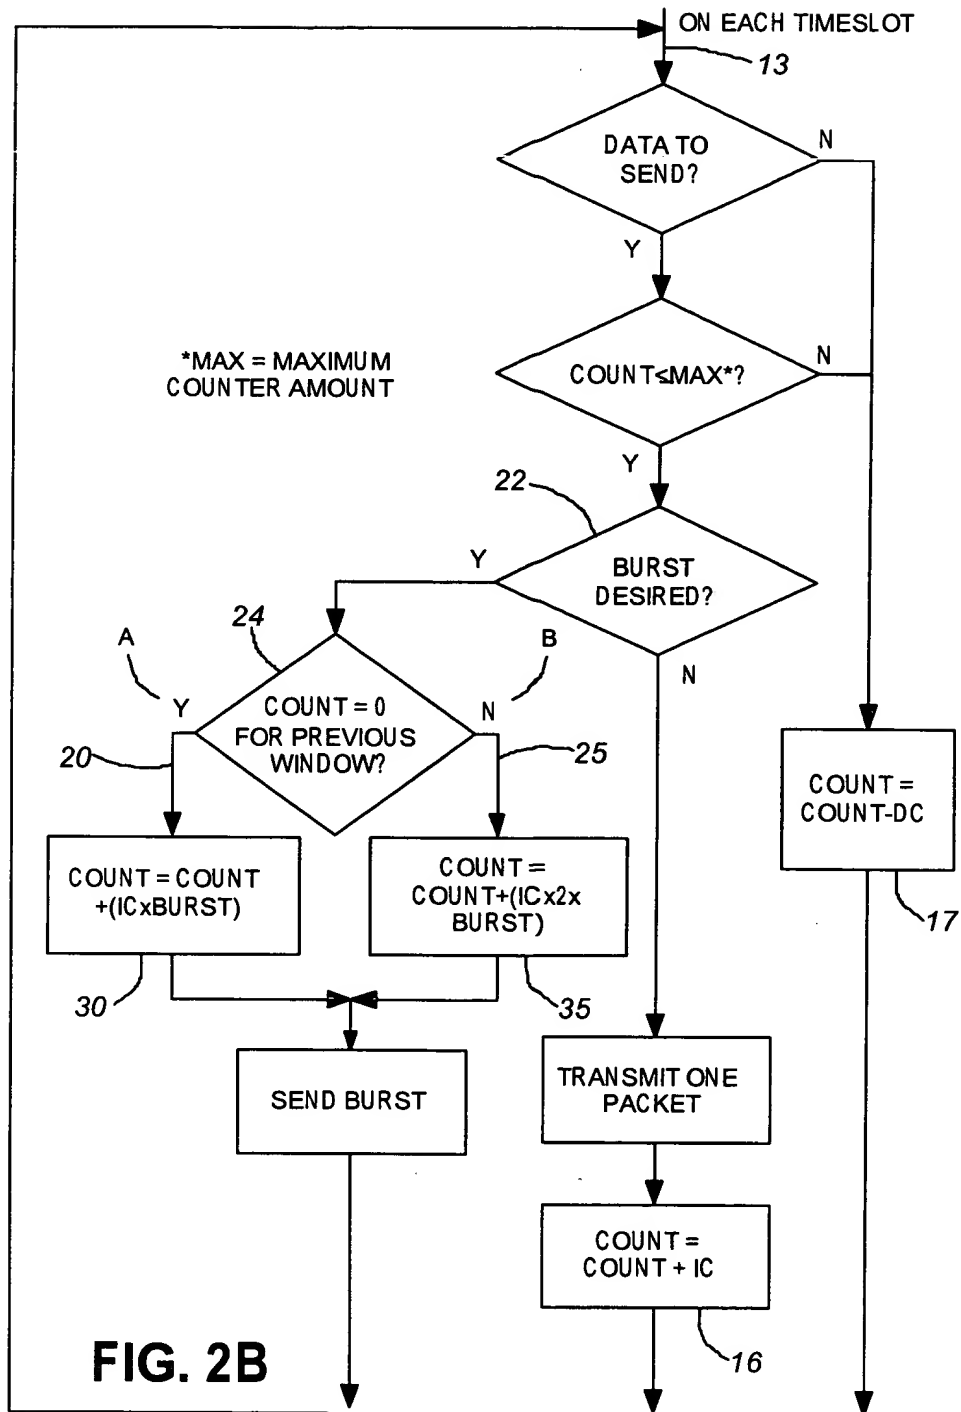 ON EACH TIMESLOT
13
DATA TO
SEND?
N
Y
*MAX = MAXIMUM
COUNTER AMOUNT
COUNT≤MAX*?
N
Y
22
BURST
DESIRED?
Y
N
24
A
B
COUNT = 0
FOR PREVIOUS
WINDOW?
Y
N
20
25
COUNT = COUNT
+(ICxBURST)
COUNT =
COUNT+(ICx2x
BURST)
COUNT =
COUNT-DC
17
30
35
SEND BURST
TRANSMIT ONE
PACKET
COUNT =
COUNT + IC
16
FIG. 2B